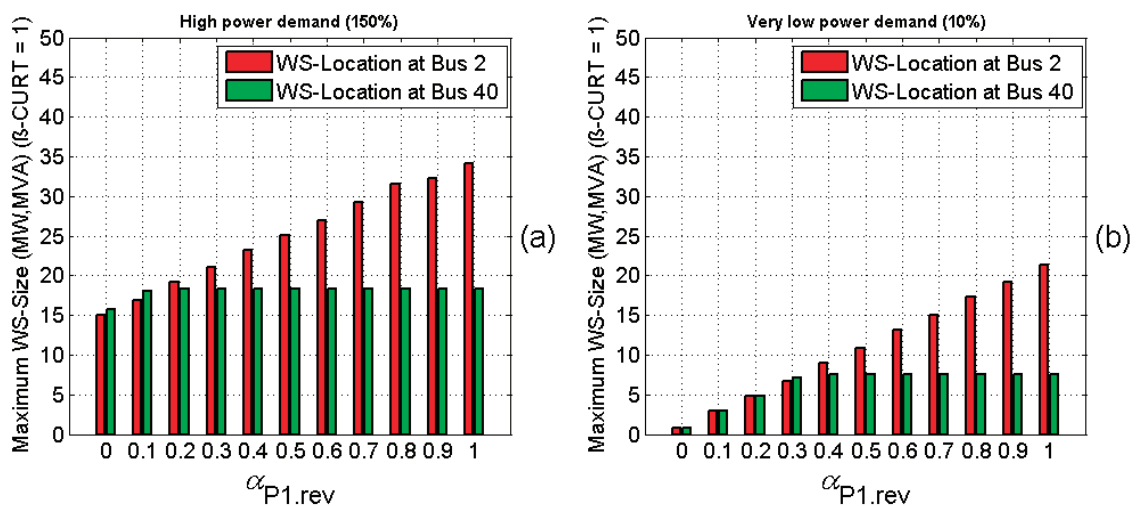 High power demand (150%)
Maximum WS-Size (MW,MVA) (ß-CURT = 1)
50
45
40
35
30
25
20
15
10
5
0
WS-Location at Bus 2
WS-Location at Bus 40
0 0.1 0.2 0.3 0.4 0.5 0.6 0.7 0.8 0.9 1
αP1.rev
(a)
Very low power demand (10%)
Maximum WS-Size (MW,MVA) (ß-CURT = 1)
50
45
40
35
30
25
20
15
10
5
0
WS-Location at Bus 2
WS-Location at Bus 40
0 0.1 0.2 0.3 0.4 0.5 0.6 0.7 0.8 0.9 1
αP1.rev
(b)